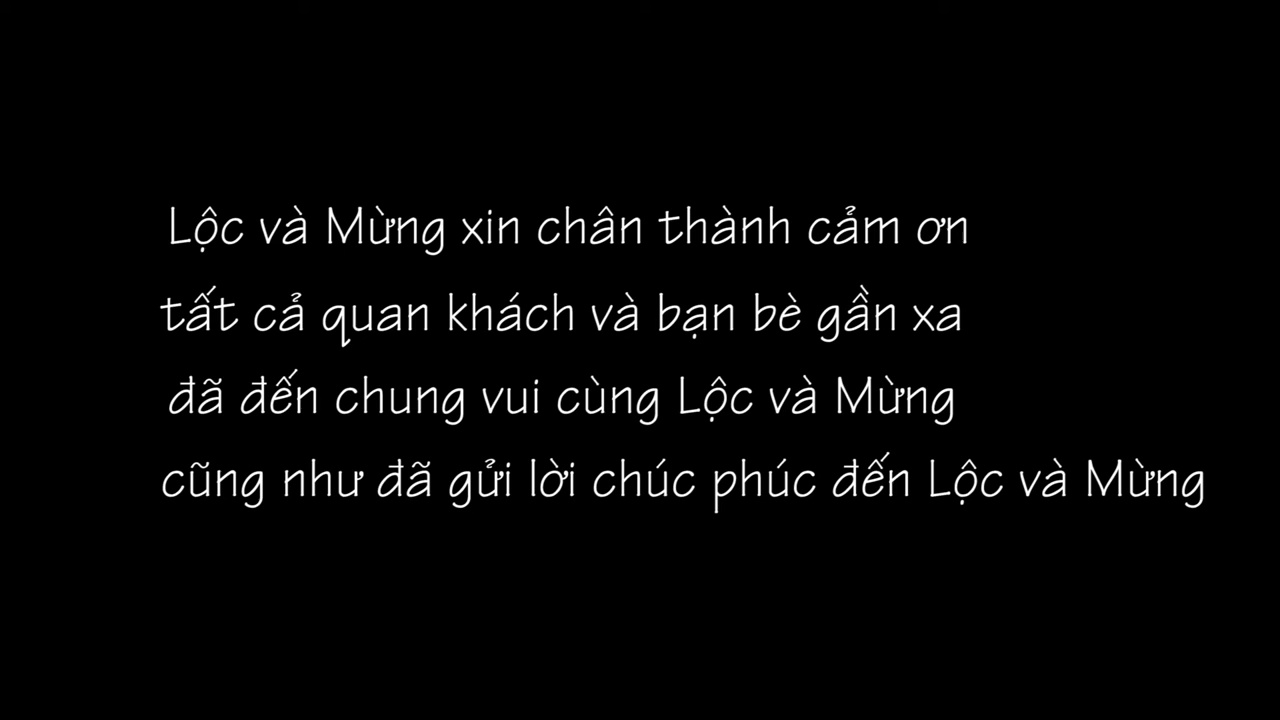 Lộc và Mừng xin chân thành cảm ơn
tất cả quan khách và bạn bè gần xa
đã đến chung vui cùng Lộc và Mừng
cũng như đã gửi lời chúc phúc đến Lộc và Mừng